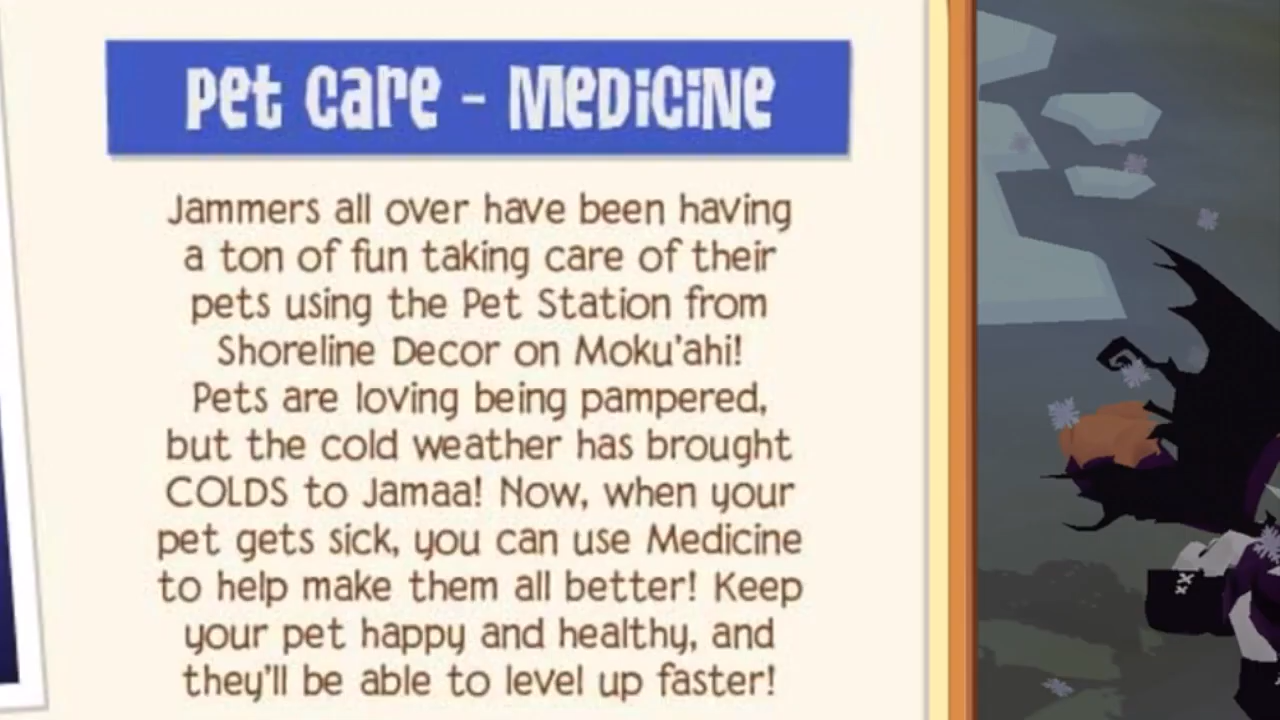 Pet Care - Medicine
Jammers all over have been having
a ton of fun taking care of their
pets using the Pet Station from
Shoreline Decor on Moku'ahi!
Pets are loving being pampered,
but the cold weather has brought
COLDS to Jamaa! Now, when your
pet gets sick, you can use Medicine
to help make them all better! Keep
your pet happy and healthy, and
they'll be able to level up faster!